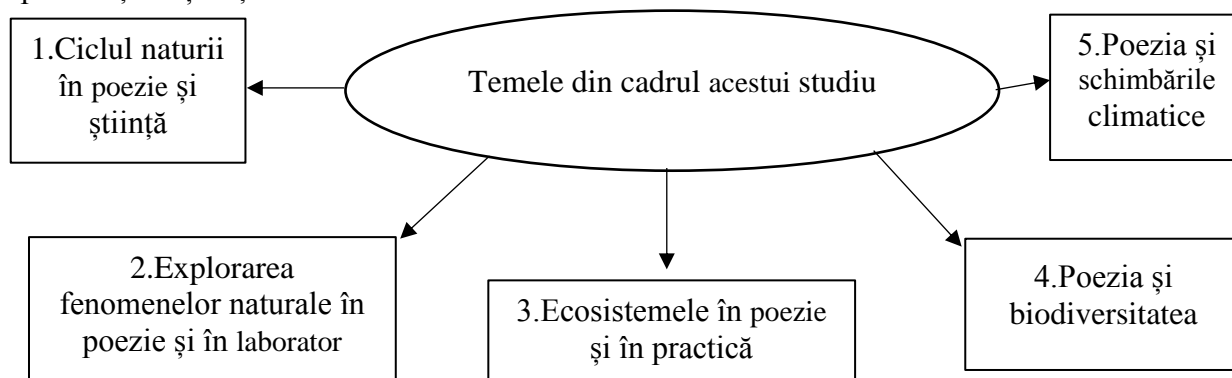 Temele din cadrul acestui studiu
1.Ciclul naturii
în poezie și
știință
2.Explorarea
fenomenelor naturale în
poezie și în laborator
3.Ecosistemele în poezie
și în practică
4.Poezia și
biodiversitatea
5.Poezia și
schimbările
climatice